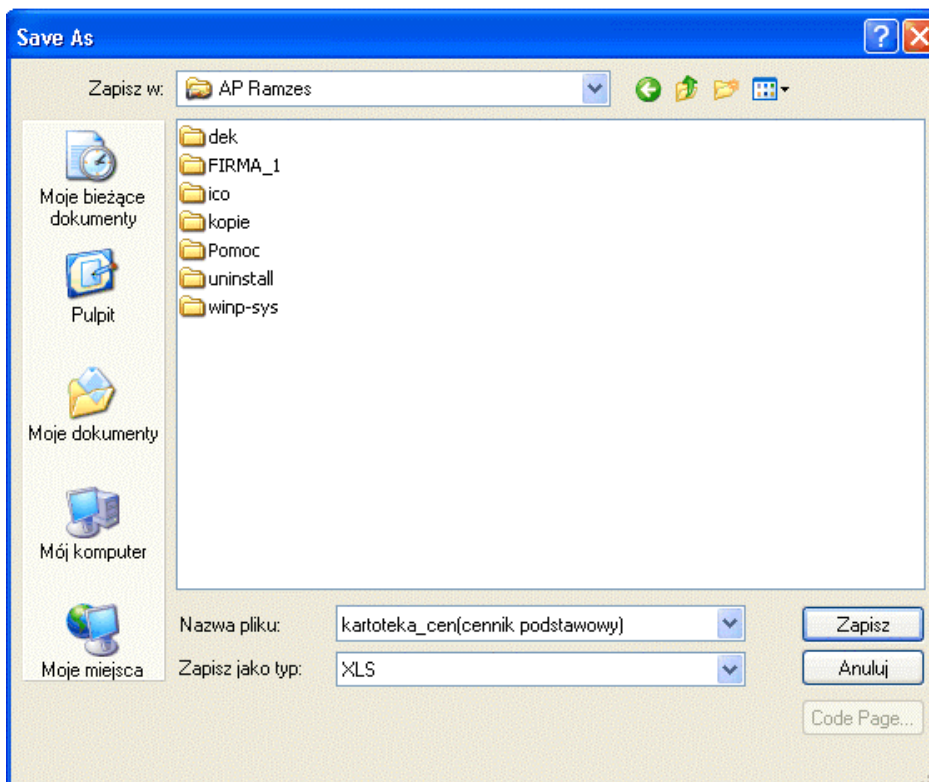 Save As
Zapisz w:
AP Ramzes
dek
FIRMA_1
ico
kopie
Pomoc
uninstall
winp-sys
Moje bieżące
dokumenty
Pulpit
Moje dokumenty
Mój komputer
Moje miejsca
Nazwa pliku:
kartoteka_cen(cennik podstawowy)
Zapisz
Zapisz jako typ:
XLS
Anuluj
Code Page...